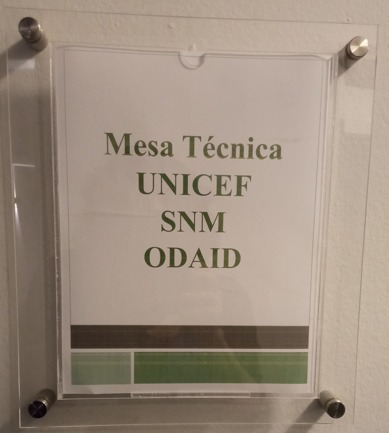 Mesa Técnica
UNICEF
SNM
ODAID